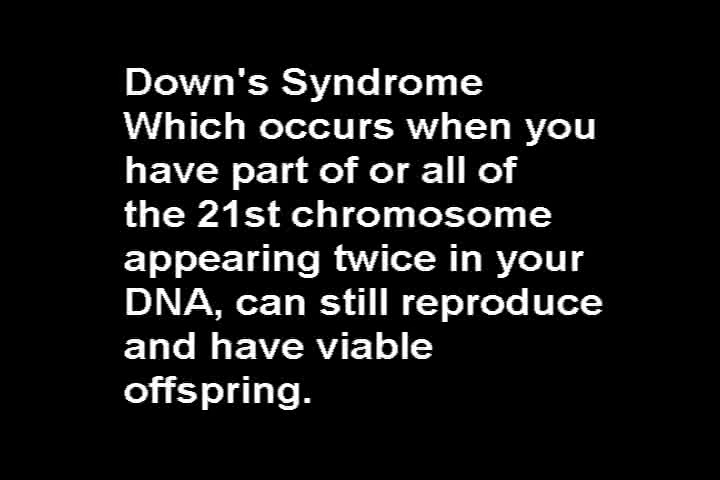 Down's Syndrome
Which occurs when you
have part of or all of
the 21st chromosome
appearing twice in your
DNA, can still reproduce
and have viable
offspring.